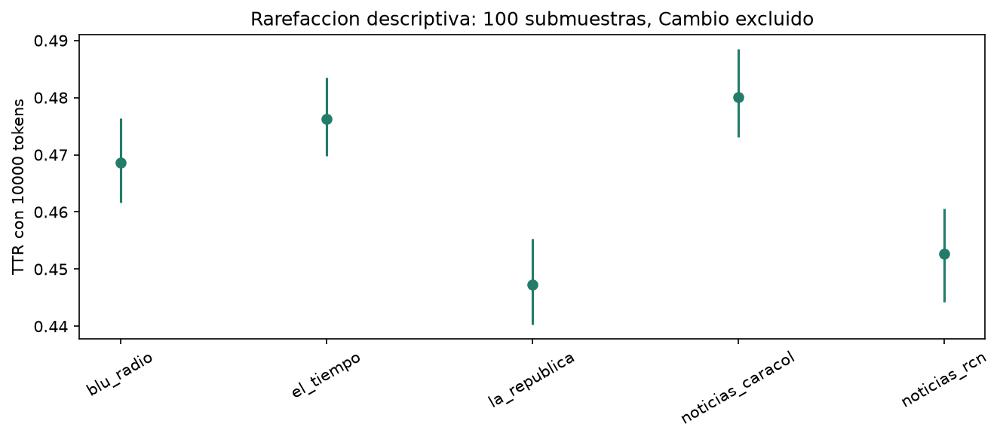 Rarefaccion descriptiva: 100 submuestras, Cambio excluido
TTR con 10000 tokens
0.49
0.48
0.47
0.46
0.45
0.44
blu_radio
el_tiempo
la_republica
noticias_caracol
noticias_rcn